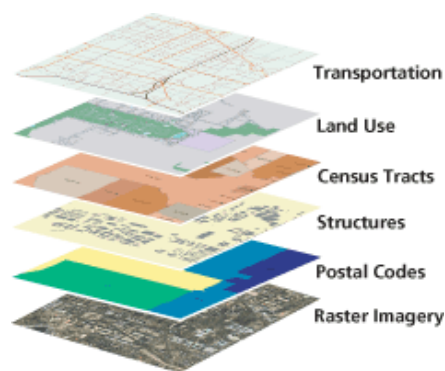 Transportation
Land Use
Census Tracts
Structures
Postal Codes
Raster Imagery